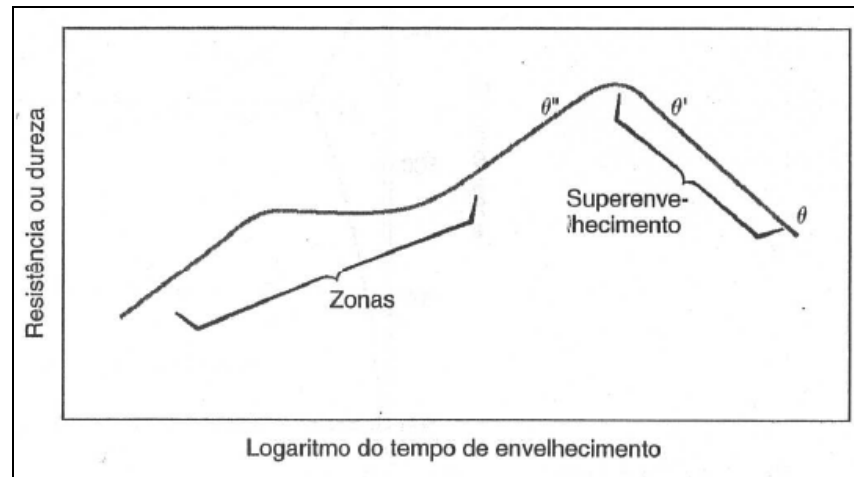 Resistência ou dureza
θ"
θ'
Superenve-
lhecimento
θ
Zonas
Logaritmo do tempo de envelhecimento